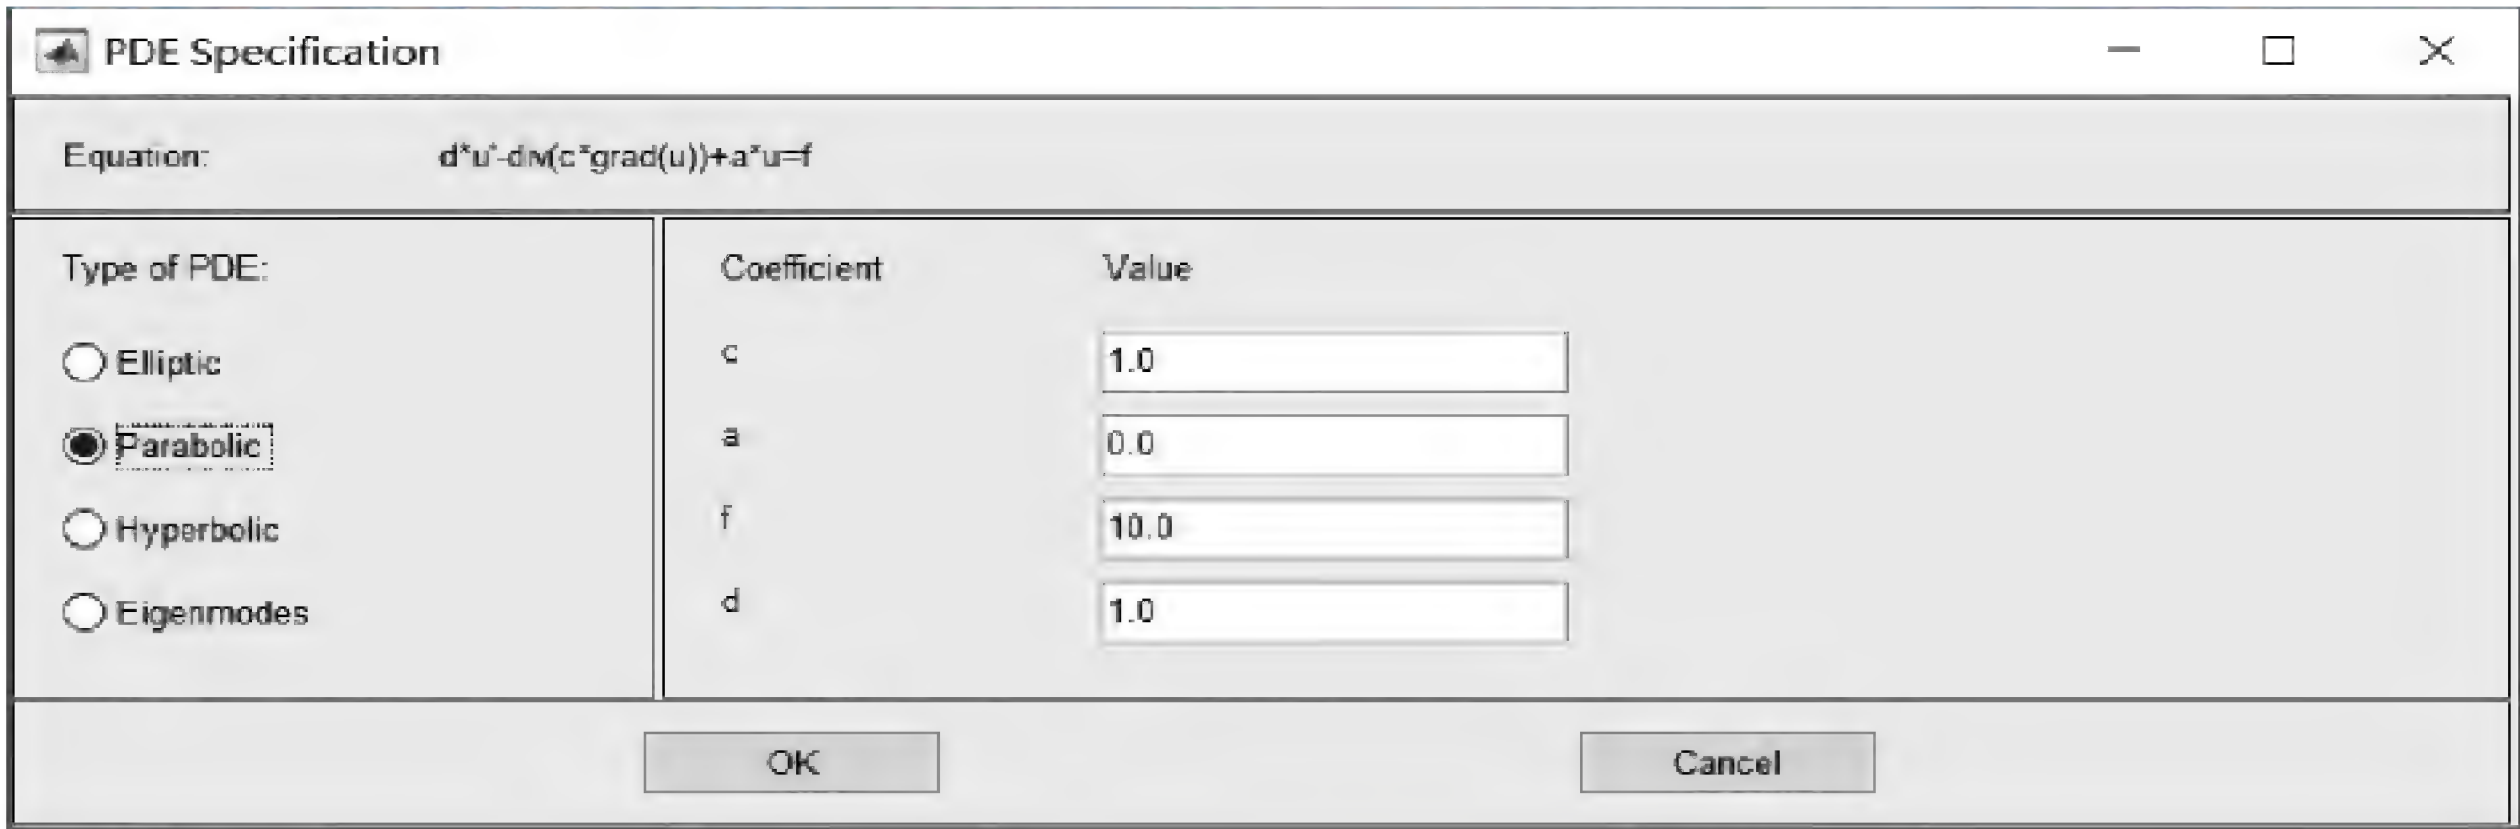 PDE Specification
Equation: d*u'-div(c*grad(u))+a*u=f
Type of PDE:
Elliptic
Parabolic
Hyperbolic
Eigenmodes
Coefficient Value
c 1.0
a 0.0
f 10.0
d 1.0
OK Cancel